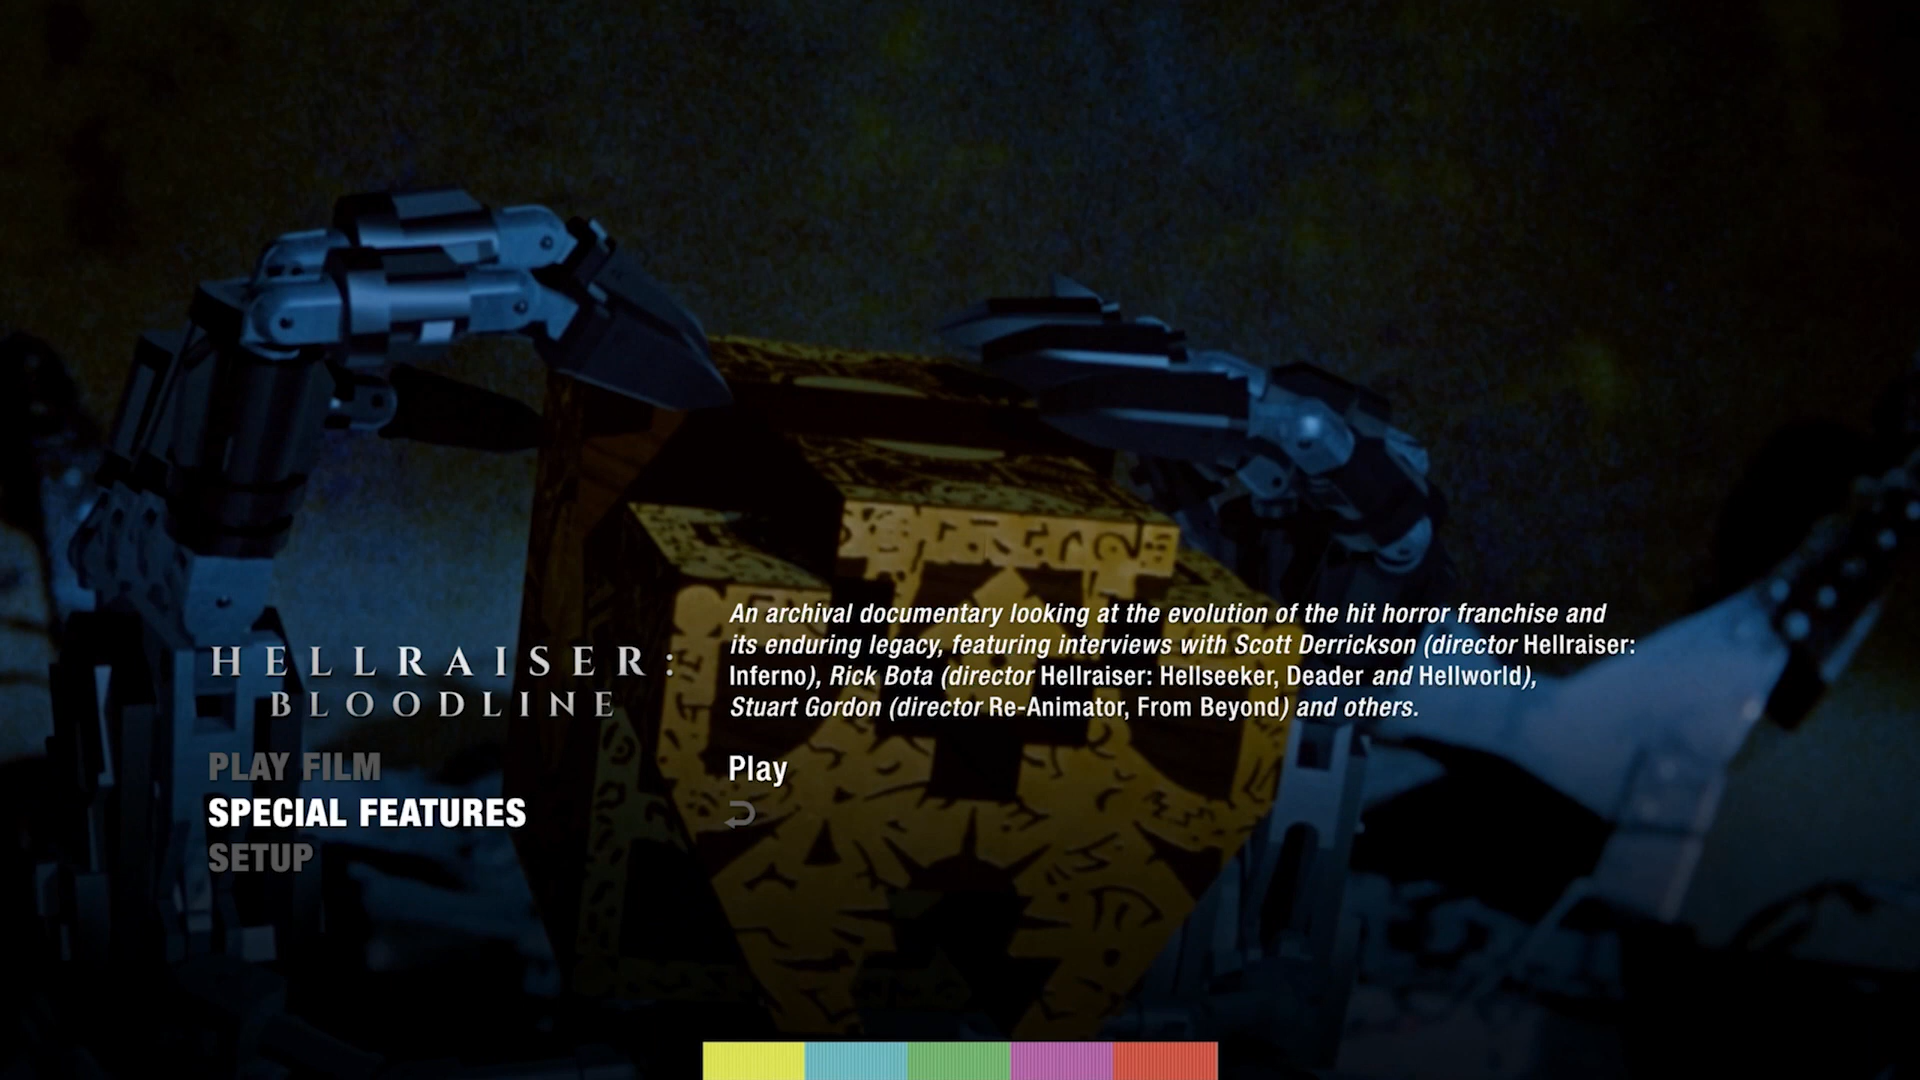 HELLRAISER:
BLOODLINE
PLAY FILM
SPECIAL FEATURES
SETUP
An archival documentary looking at the evolution of the hit horror franchise and
its enduring legacy, featuring interviews with Scott Derrickson (director Hellraiser:
Inferno), Rick Bota (director Hellraiser: Hellseeker, Deader and Hellworld),
Stuart Gordon (director Re-Animator, From Beyond) and others.
Play